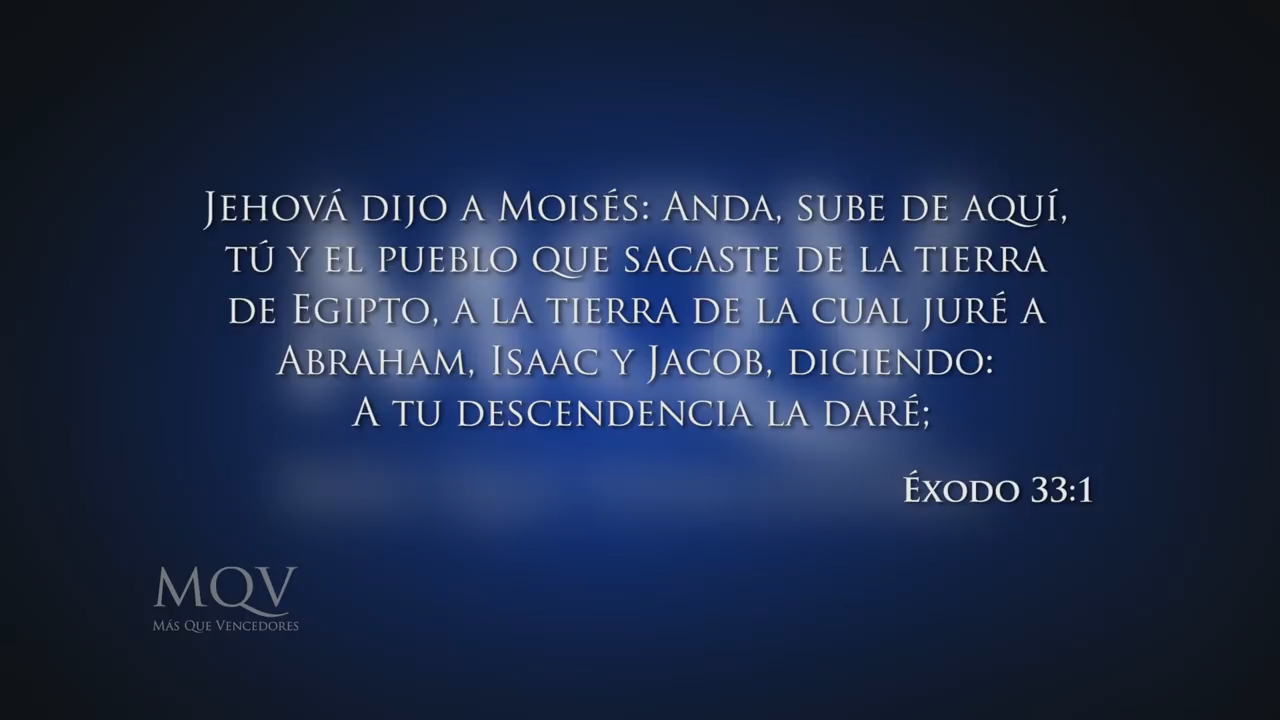 Jehová dijo a Moisés: Anda, sube de aquí,
tú y el pueblo que sacaste de la tierra
de Egipto, a la tierra de la cual juré a
Abraham, Isaac y Jacob, diciendo:
A tu descendencia la daré;
Éxodo 33:1
MQV
Más Que Vencedores